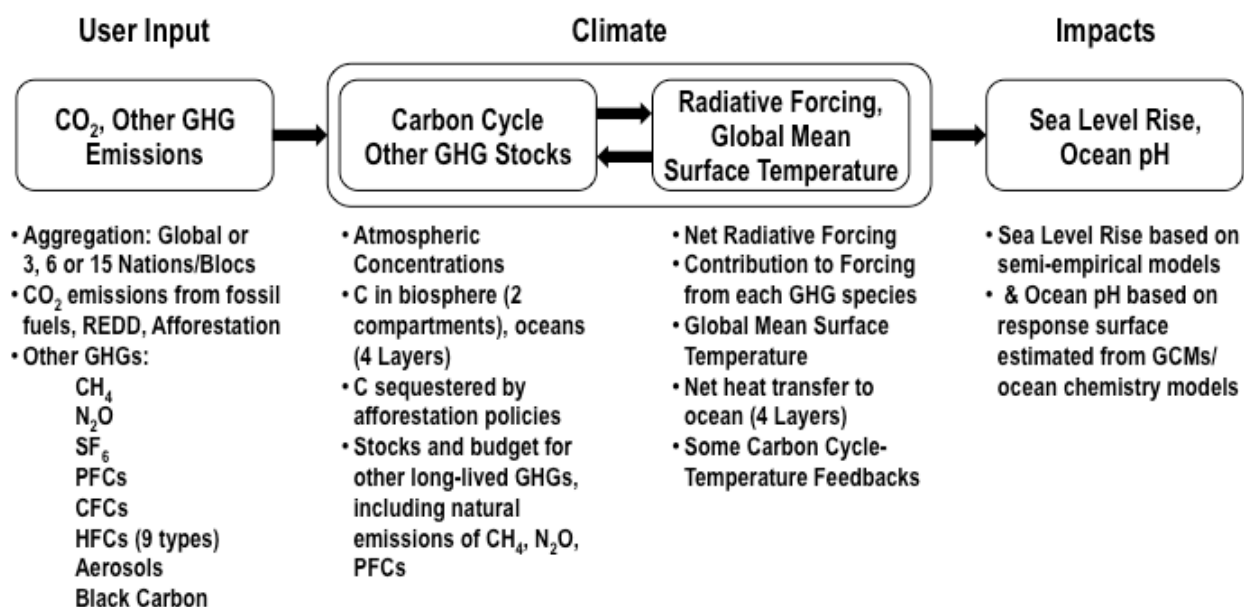 User Input
Climate
Impacts
CO₂, Other GHG
Emissions
Carbon Cycle
Other GHG Stocks
Radiative Forcing,
Global Mean
Surface Temperature
Sea Level Rise,
Ocean pH
• Aggregation: Global or
3, 6 or 15 Nations/Blocs
• CO₂ emissions from fossil
fuels, REDD, Afforestation
• Other GHGs:
CH₄
N₂O
SF₆
PFCs
CFCs
HFCs (9 types)
Aerosols
Black Carbon
• Atmospheric
Concentrations
• C in biosphere (2
compartments), oceans
(4 Layers)
• C sequestered by
afforestation policies
• Stocks and budget for
other long-lived GHGs,
including natural
emissions of CH₄, N₂O,
PFCs
• Net Radiative Forcing
• Contribution to Forcing
from each GHG species
• Global Mean Surface
Temperature
• Net heat transfer to
ocean (4 Layers)
• Some Carbon Cycle-
Temperature Feedbacks
• Sea Level Rise based on
semi-empirical models
• & Ocean pH based on
response surface
estimated from GCMs/
ocean chemistry models